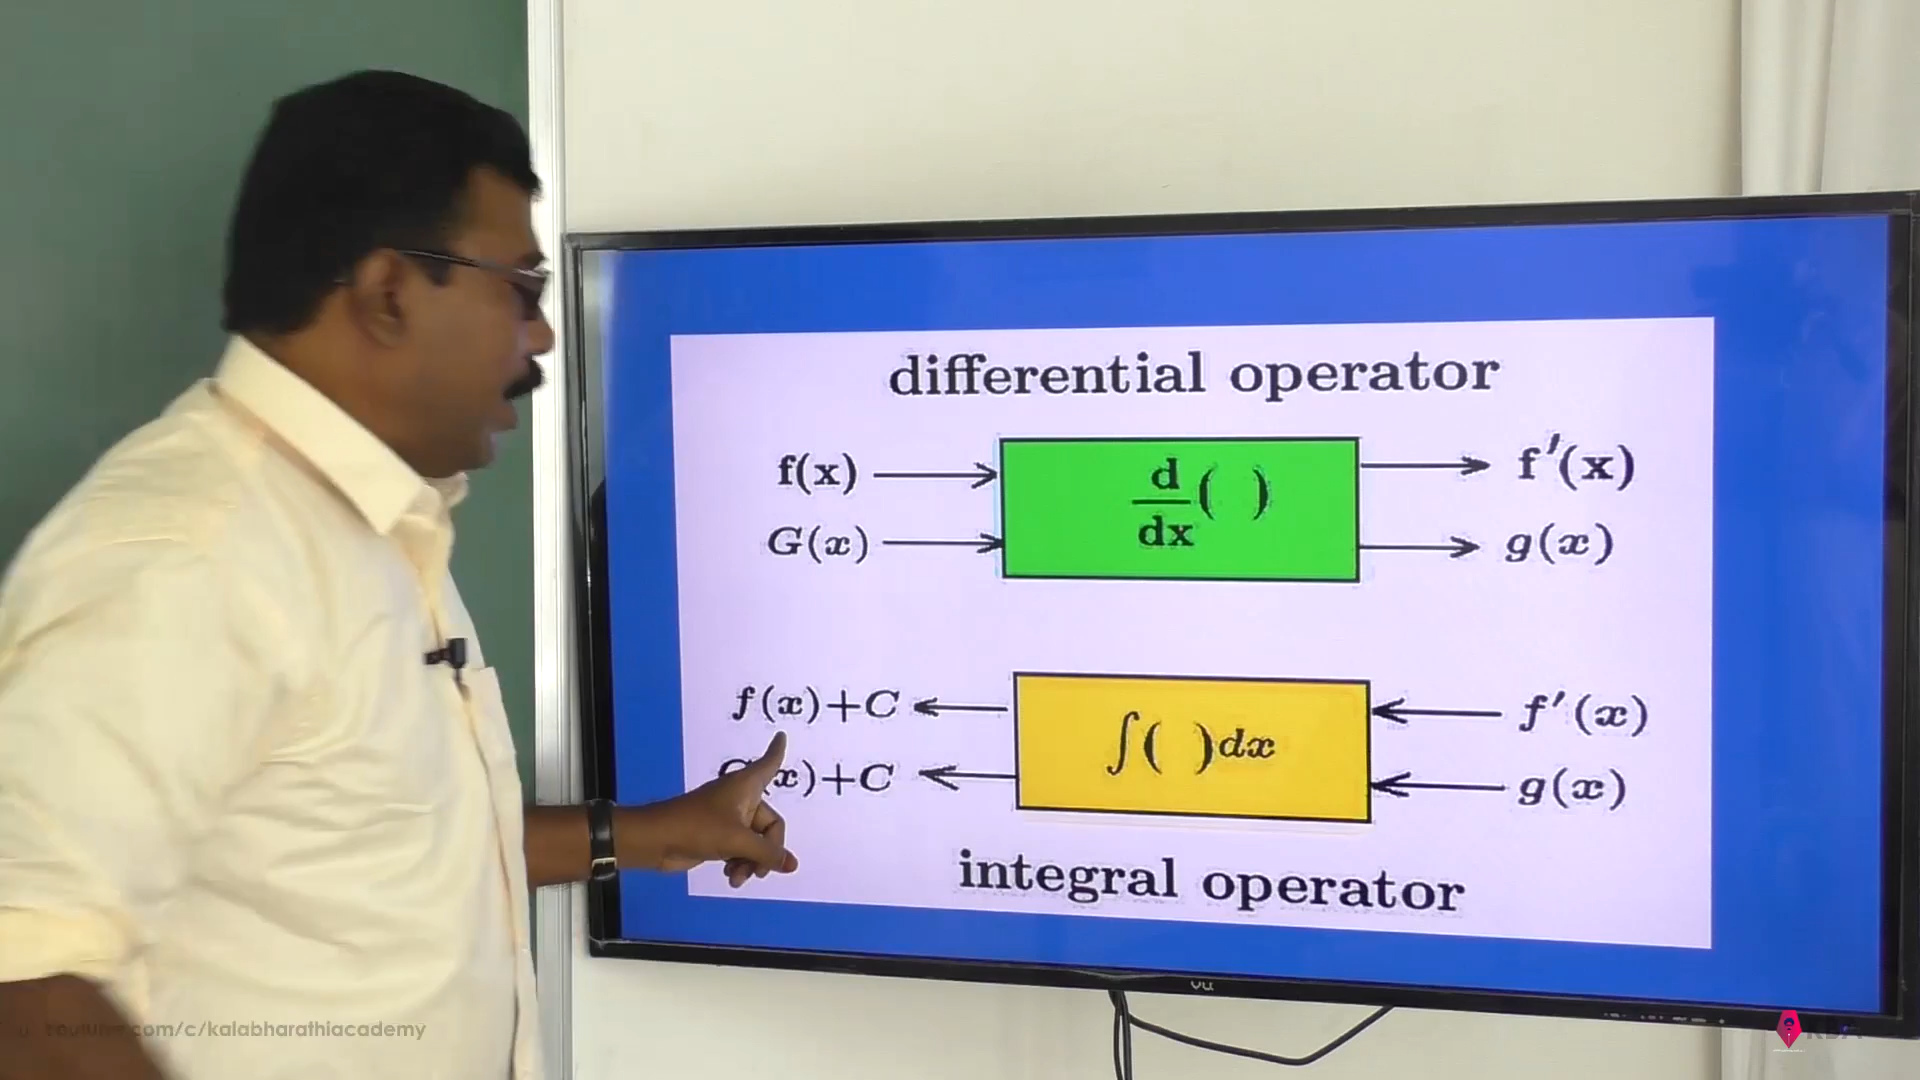 differential operator
f(x) d/dx ( ) f′(x)
G(x) g(x)
f(x)+C ∫( )dx f′(x)
G(x)+C g(x)
integral operator
vu
youtube.com/c/kalabharathiacademy